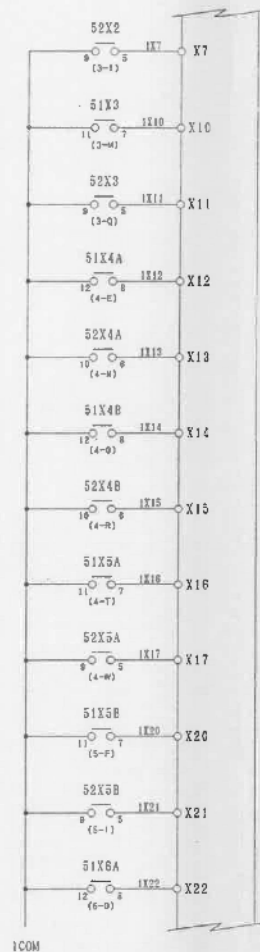 52X2
9 5 1X7 X7
(3-I)
51X3
11 7 1X10 X10
(3-M)
52X3
9 5 1X11 X11
(3-Q)
51X4A
12 8 1X12 X12
(4-E)
52X4A
10 6 1X13 X13
51X4B
12 8 1X14 X14
52X4B
10 6 1X15 X15
(4-R)
51X5A
11 7 1X16 X16
(4-T)
52X5A
9 5 1X17 X17
(4-W)
51X5B
11 7 1X20 X20
(5-F)
52X5B
9 5 1X21 X21
(5-I)
51X6A
12 8 1X22 X22
1COM